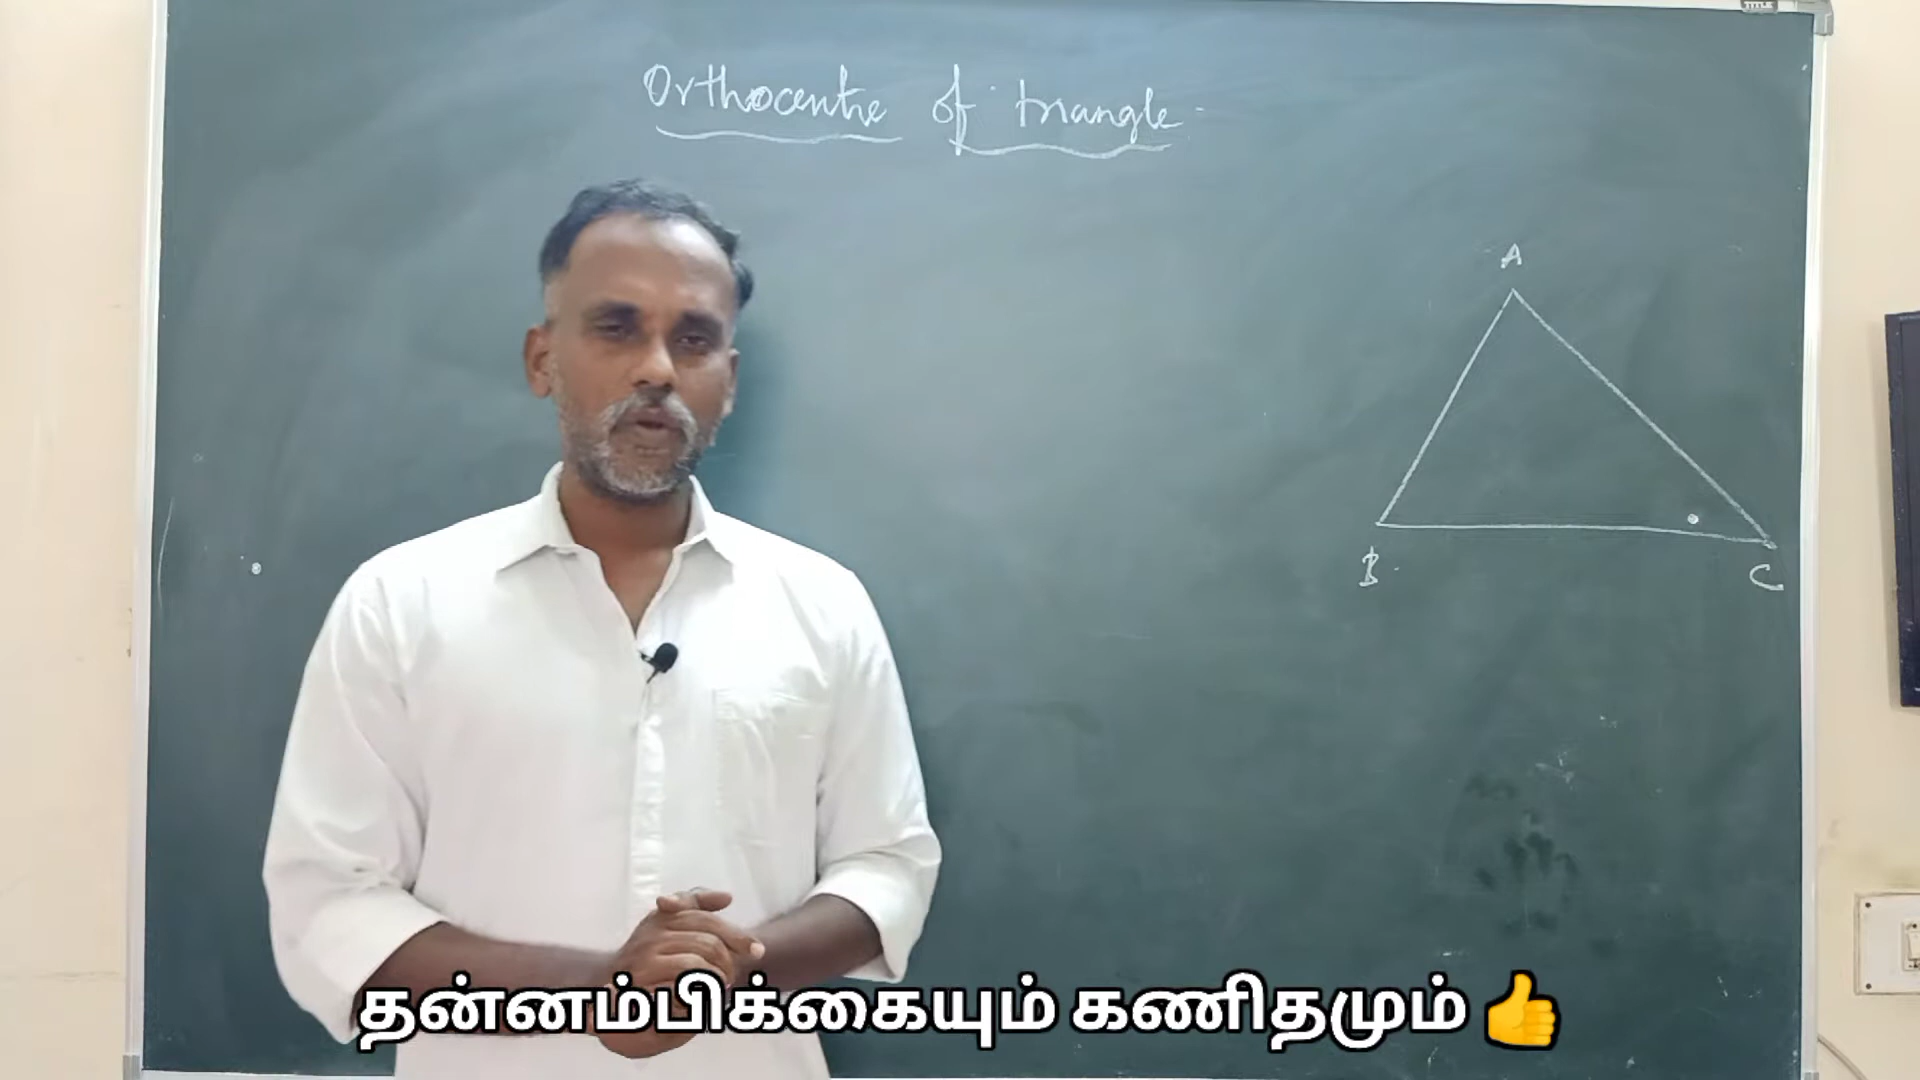 Orthocentre of triangle
A
B
C
தன்னம்பிக்கையும் கணிதமும் 👍